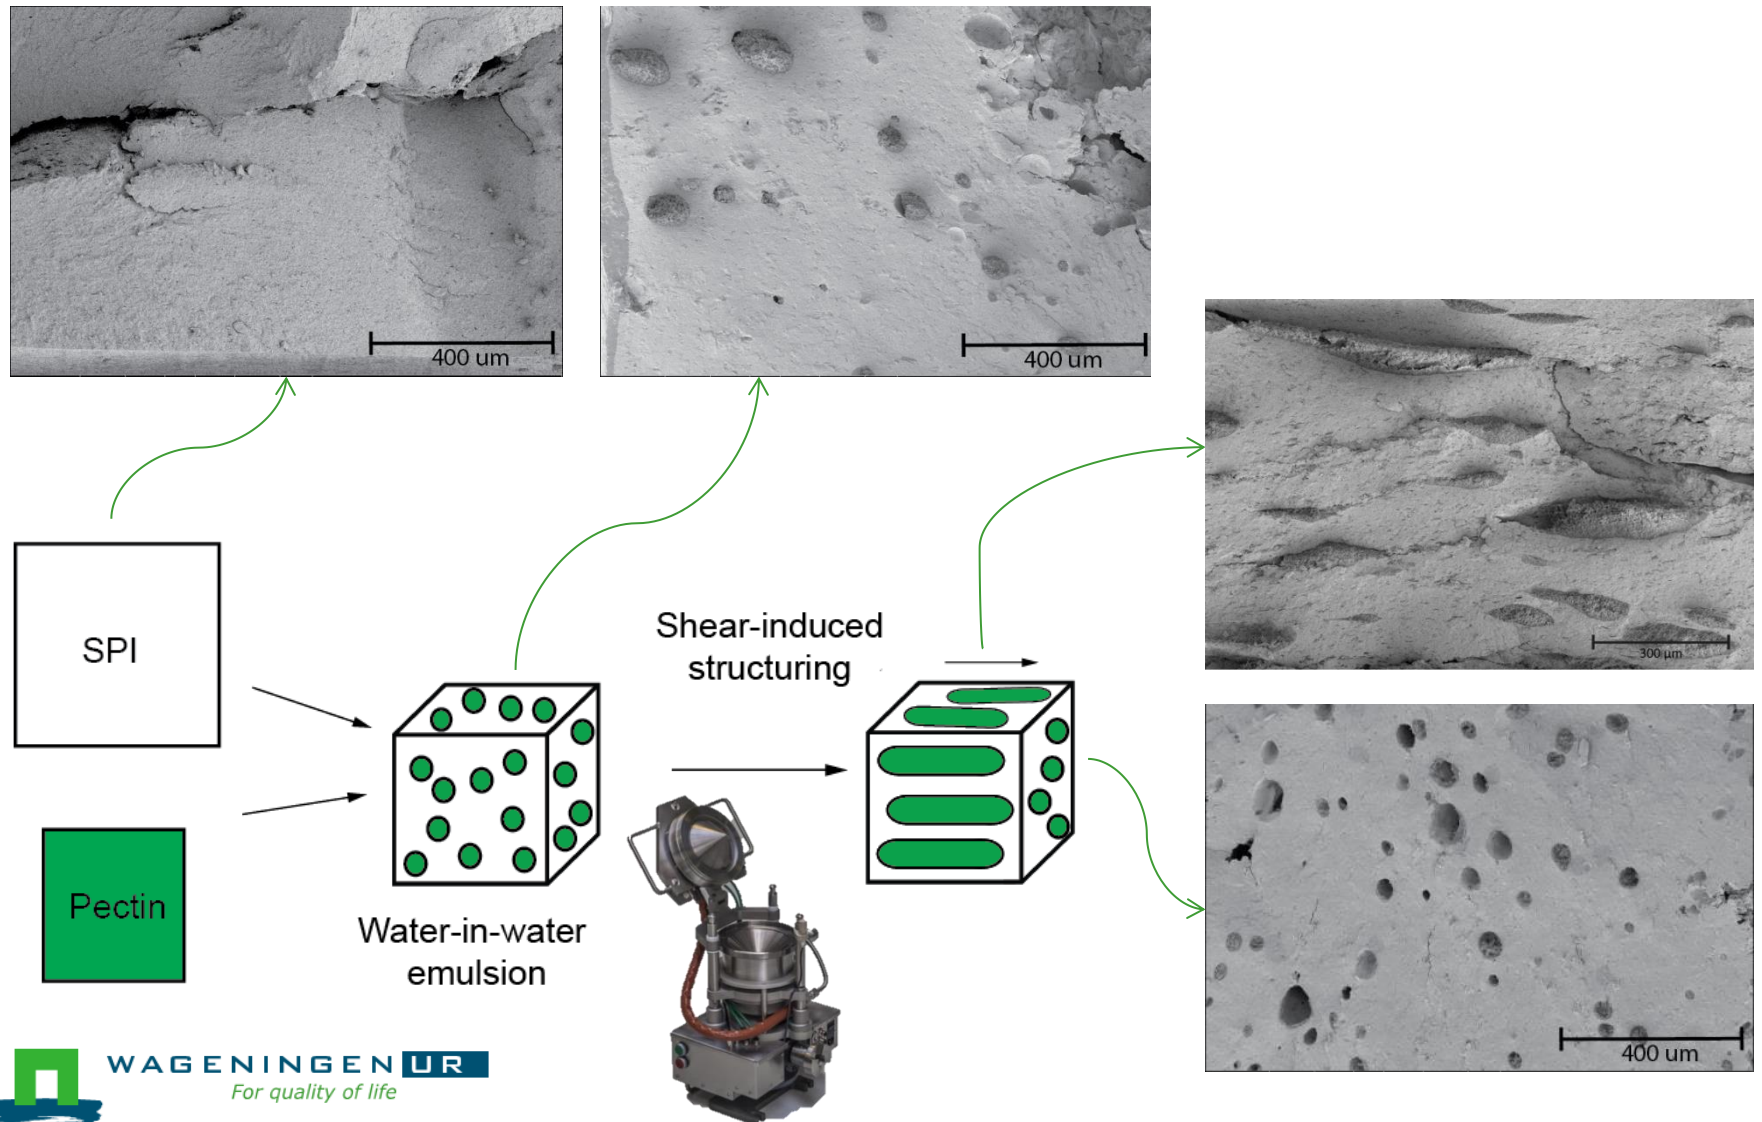 400 um
400 um
300 µm
SPI
Shear-induced
structuring
Pectin
Water-in-water
emulsion
400 um
WAGENINGEN UR
For quality of life